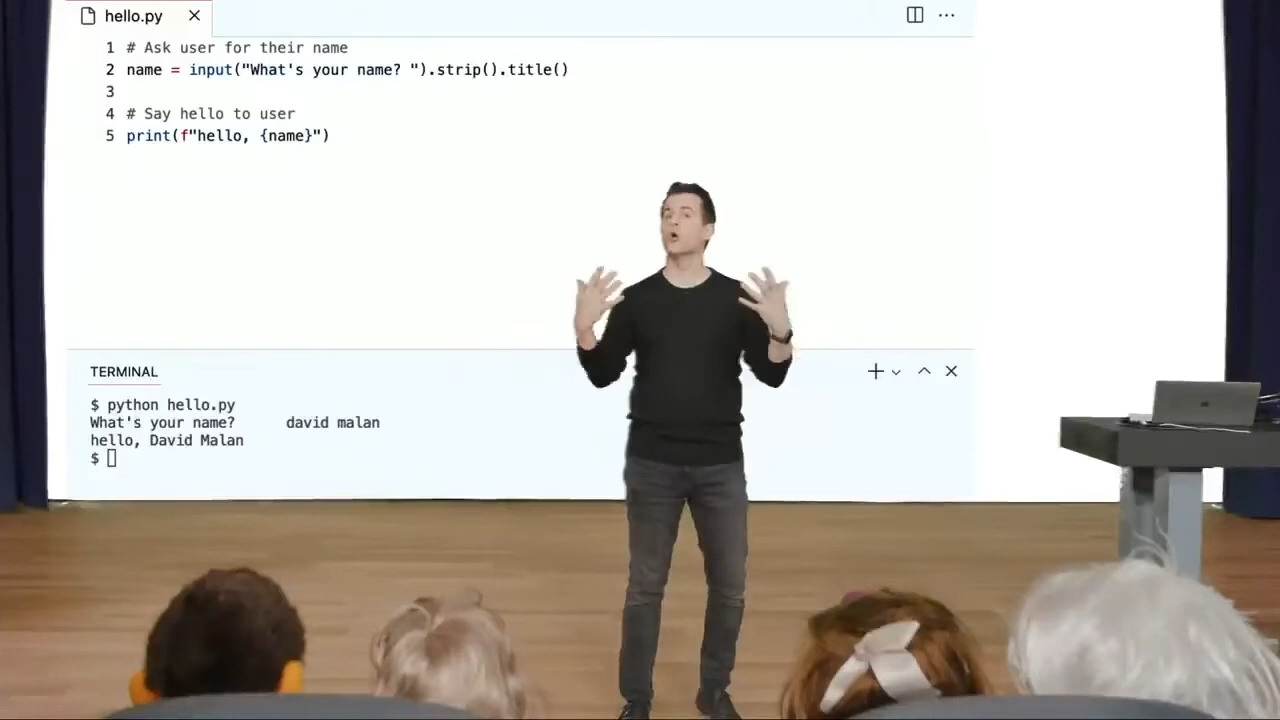 hello.py
1 # Ask user for their name
2 name = input("What's your name? ").strip().title()
3
4 # Say hello to user
5 print(f"hello, {name}")
TERMINAL
$ python hello.py
What's your name?      david malan
hello, David Malan
$